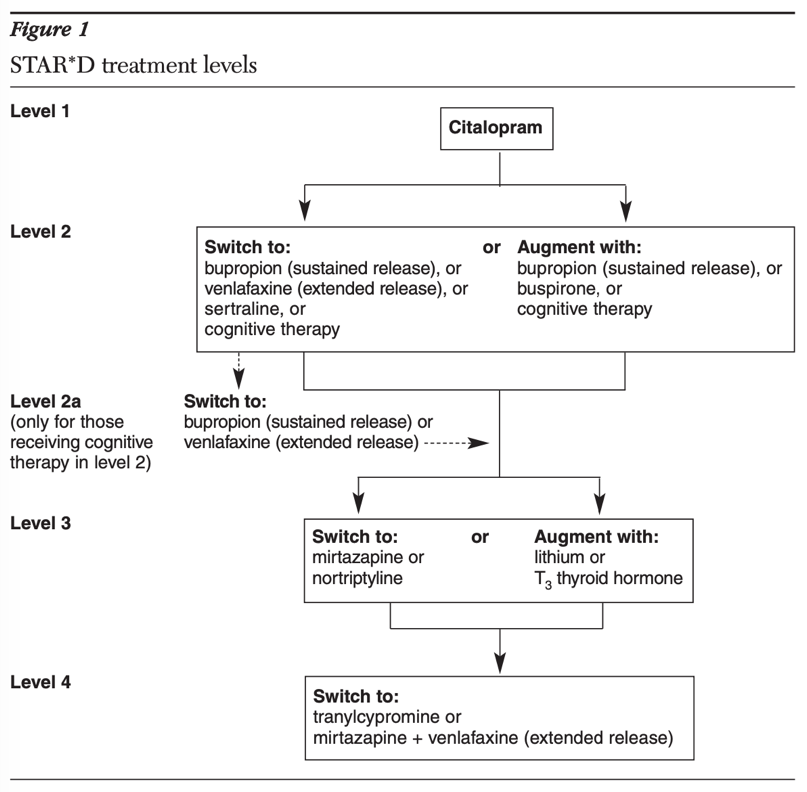 Figure 1
STAR*D treatment levels
Level 1
Citalopram
Level 2
Switch to:
bupropion (sustained release), or
venlafaxine (extended release), or
sertraline, or
cognitive therapy
or
Augment with:
bupropion (sustained release), or
buspirone, or
cognitive therapy
Level 2a
(only for those
receiving cognitive
therapy in level 2)
Switch to:
bupropion (sustained release) or
venlafaxine (extended release)
Level 3
Switch to:
mirtazapine or
nortriptyline
or
Augment with:
lithium or
T3 thyroid hormone
Level 4
Switch to:
tranylcypromine or
mirtazapine + venlafaxine (extended release)